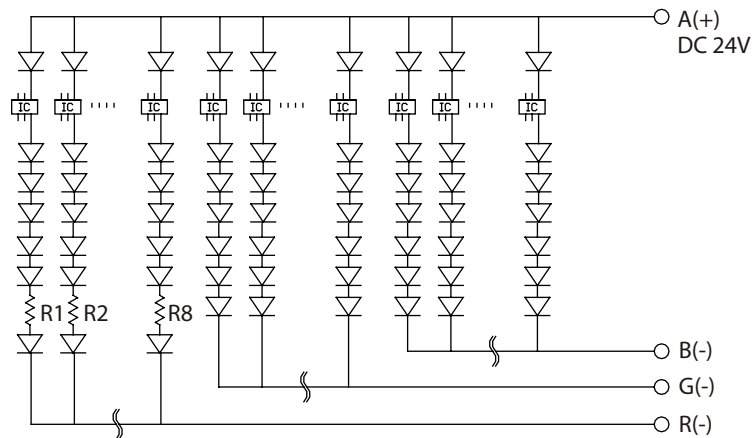 A(+)
DC 24V
IC IC IC IC IC IC IC IC IC
R1 R2 R8
B(-)
G(-)
R(-)